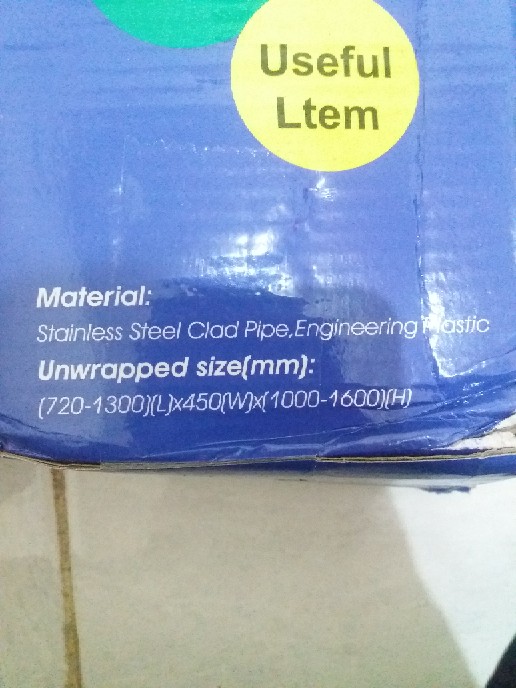 Useful
Ltem
Material:
Stainless Steel Clad Pipe,Engineering Plastic
Unwrapped size(mm):
(720-1300)(L)x450(W)x(1000-1600)(H)